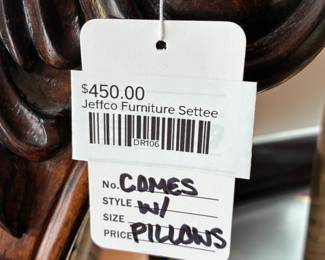 $450.00
Jeffco Furniture Settee
DR106
No. COMES
STYLE W/
SIZE
PRICE PILLOWS